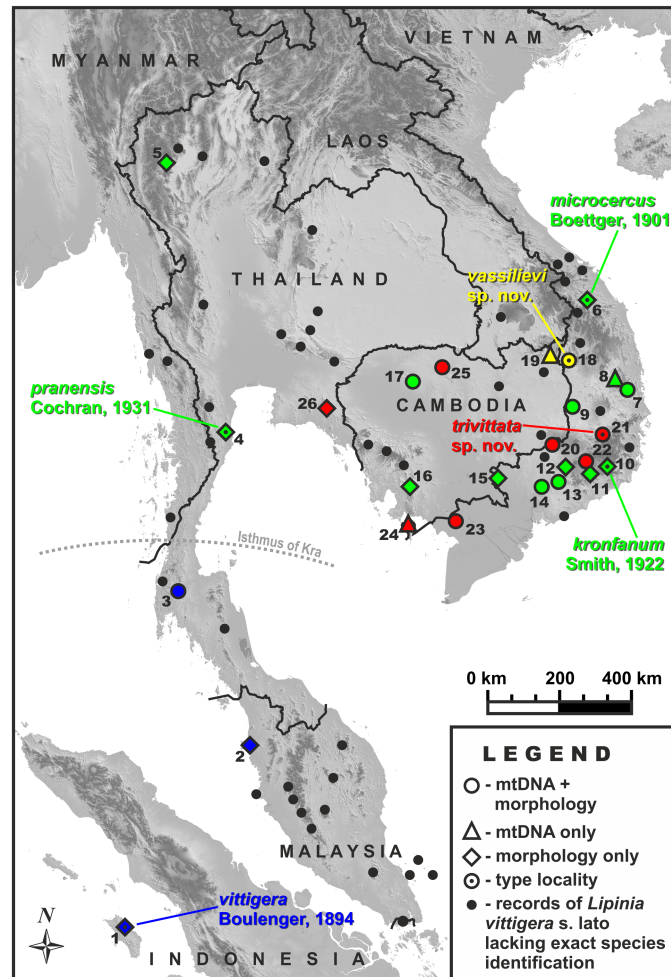 VIETNAM
MYANMAR
LAOS
5
microcercus
Boettger, 1901
THAILAND
vassilievi
sp. nov.
6
19
18
17
25
8
7
pranensis
Cochran, 1931
26
CAMBODIA
9
trivittata
sp. nov.
21
4
20
22
10
16
15
12
11
14
13
24
23
kronfanum
Smith, 1922
Isthmus of Kra
3
0 km
200
400 km
2
LEGEND
- mtDNA +
morphology
- mtDNA only
- morphology only
- type locality
- records of Lipinia
vittigera s. lato
lacking exact species
identification
MALAYSIA
vittigera
Boulenger, 1894
N
1
INDONESIA